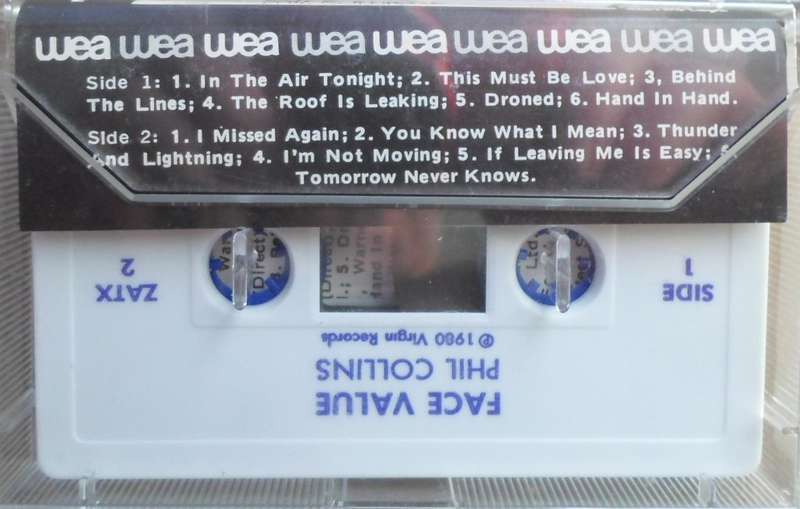 wea wea wea wea wea wea wea wea wea
Side 1: 1. In The Air Tonight; 2. This Must Be Love; 3, Behind
The Lines; 4. The Roof Is Leaking; 5. Droned; 6. Hand In Hand.
Side 2: 1. I Missed Again; 2. You Know What I Mean; 3. Thunder
And Lightning; 4. I'm Not Moving; 5. If Leaving Me Is Easy;
Tomorrow Never Knows.
SIDE
1
ZATX
2
FACE VALUE
PHIL COLLINS
℗ 1980 Virgin Records